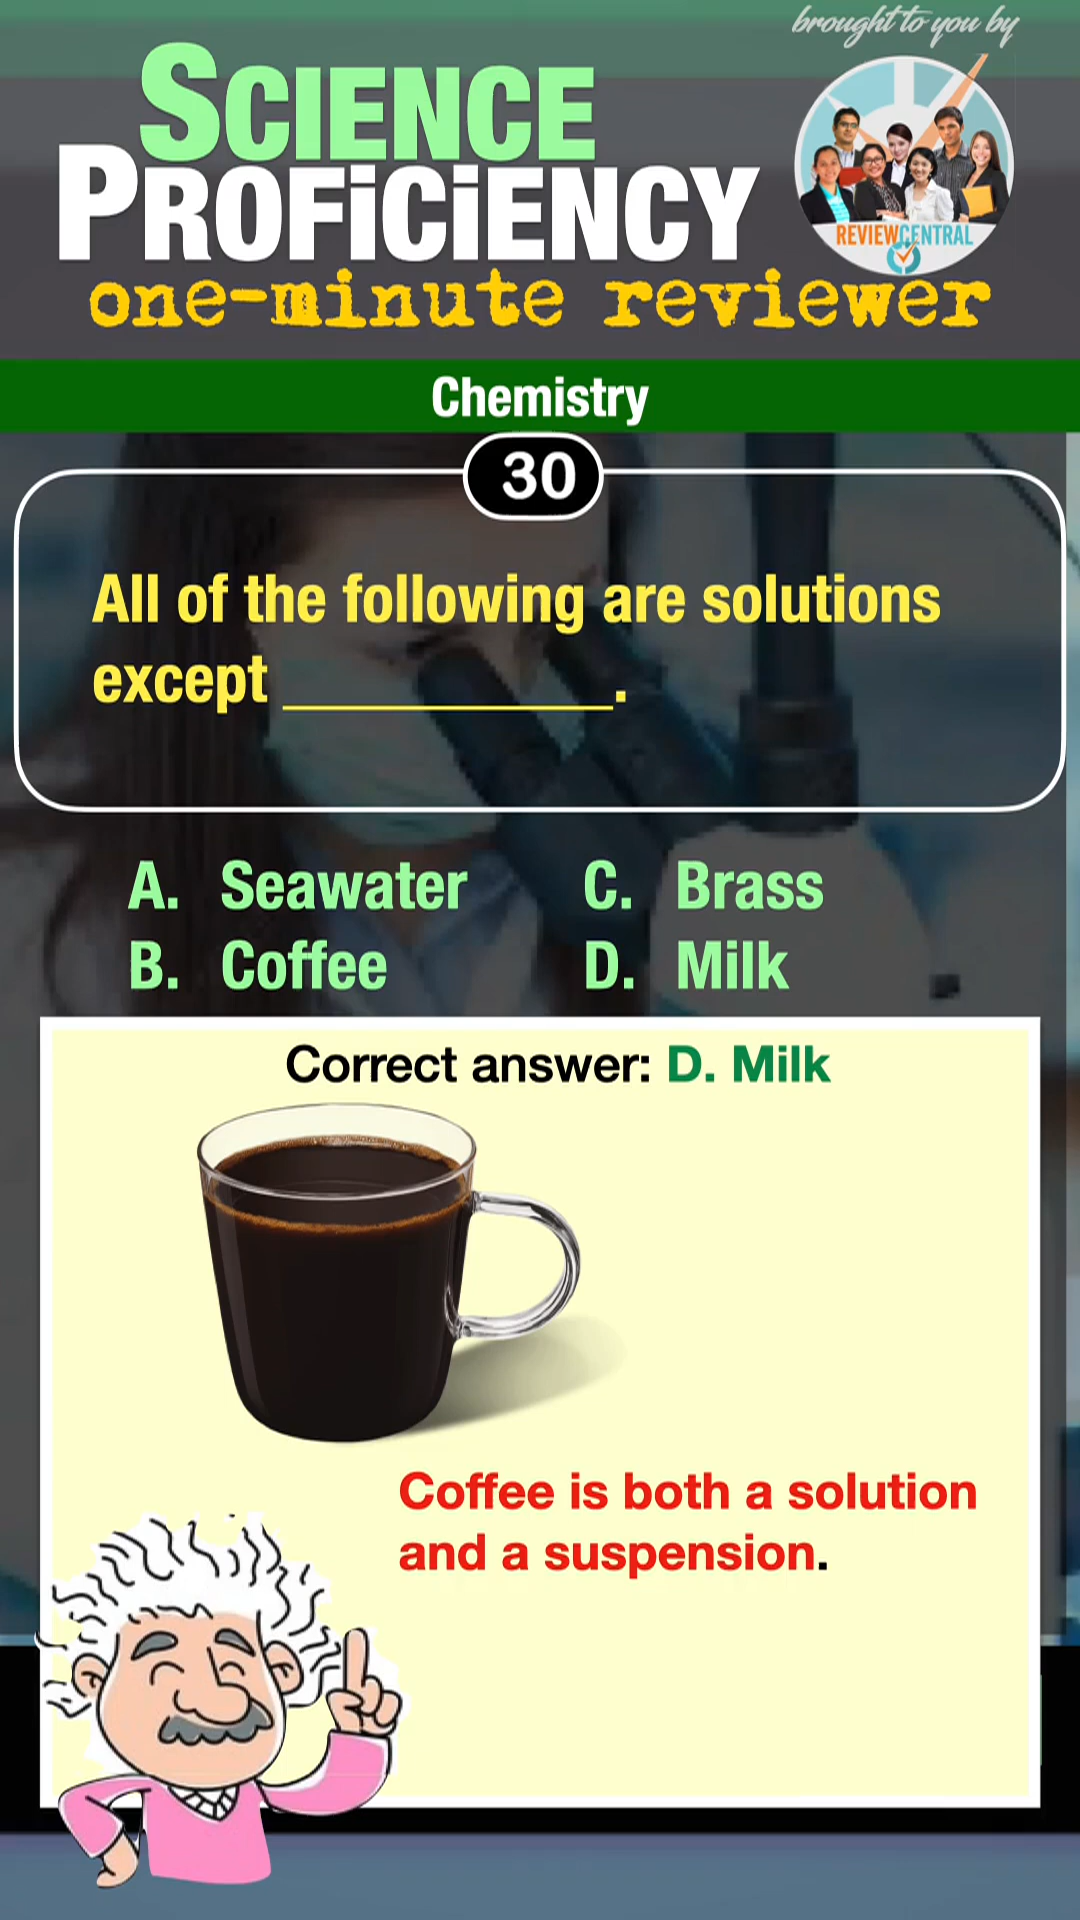 brought to you by
SCIENCE
PROFiCiENCY
REVIEWCENTRAL
one-minute reviewer
Chemistry
30
All of the following are solutions
except ____________.
A. Seawater
C. Brass
B. Coffee
D. Milk
Correct answer: D. Milk
Coffee is both a solution
and a suspension.